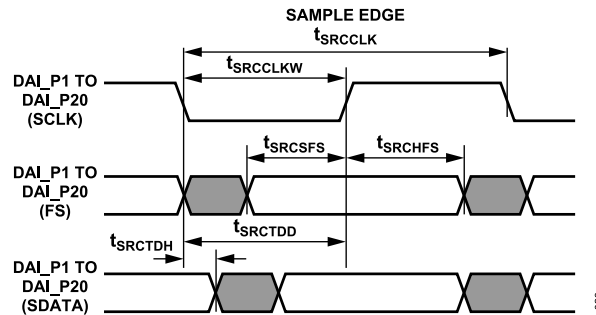 SAMPLE EDGE
tSRCCLK
tSRCCLKW
DAI_P1 TO
DAI_P20
(SCLK)
tSRCSFS
tSRCHFS
DAI_P1 TO
DAI_P20
(FS)
tSRCTDD
tSRCTDH
DAI_P1 TO
DAI_P20
(SDATA)